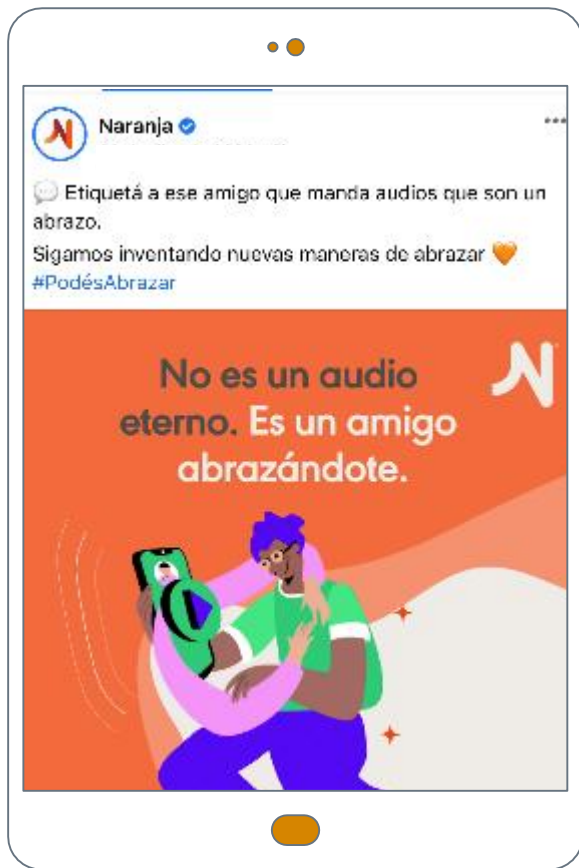 Naranja
💬 Etiquetá a ese amigo que manda audios que son un
abrazo.
Sigamos inventando nuevas maneras de abrazar 🧡
#PodésAbrazar
No es un audio
eterno. Es un amigo
abrazándote.